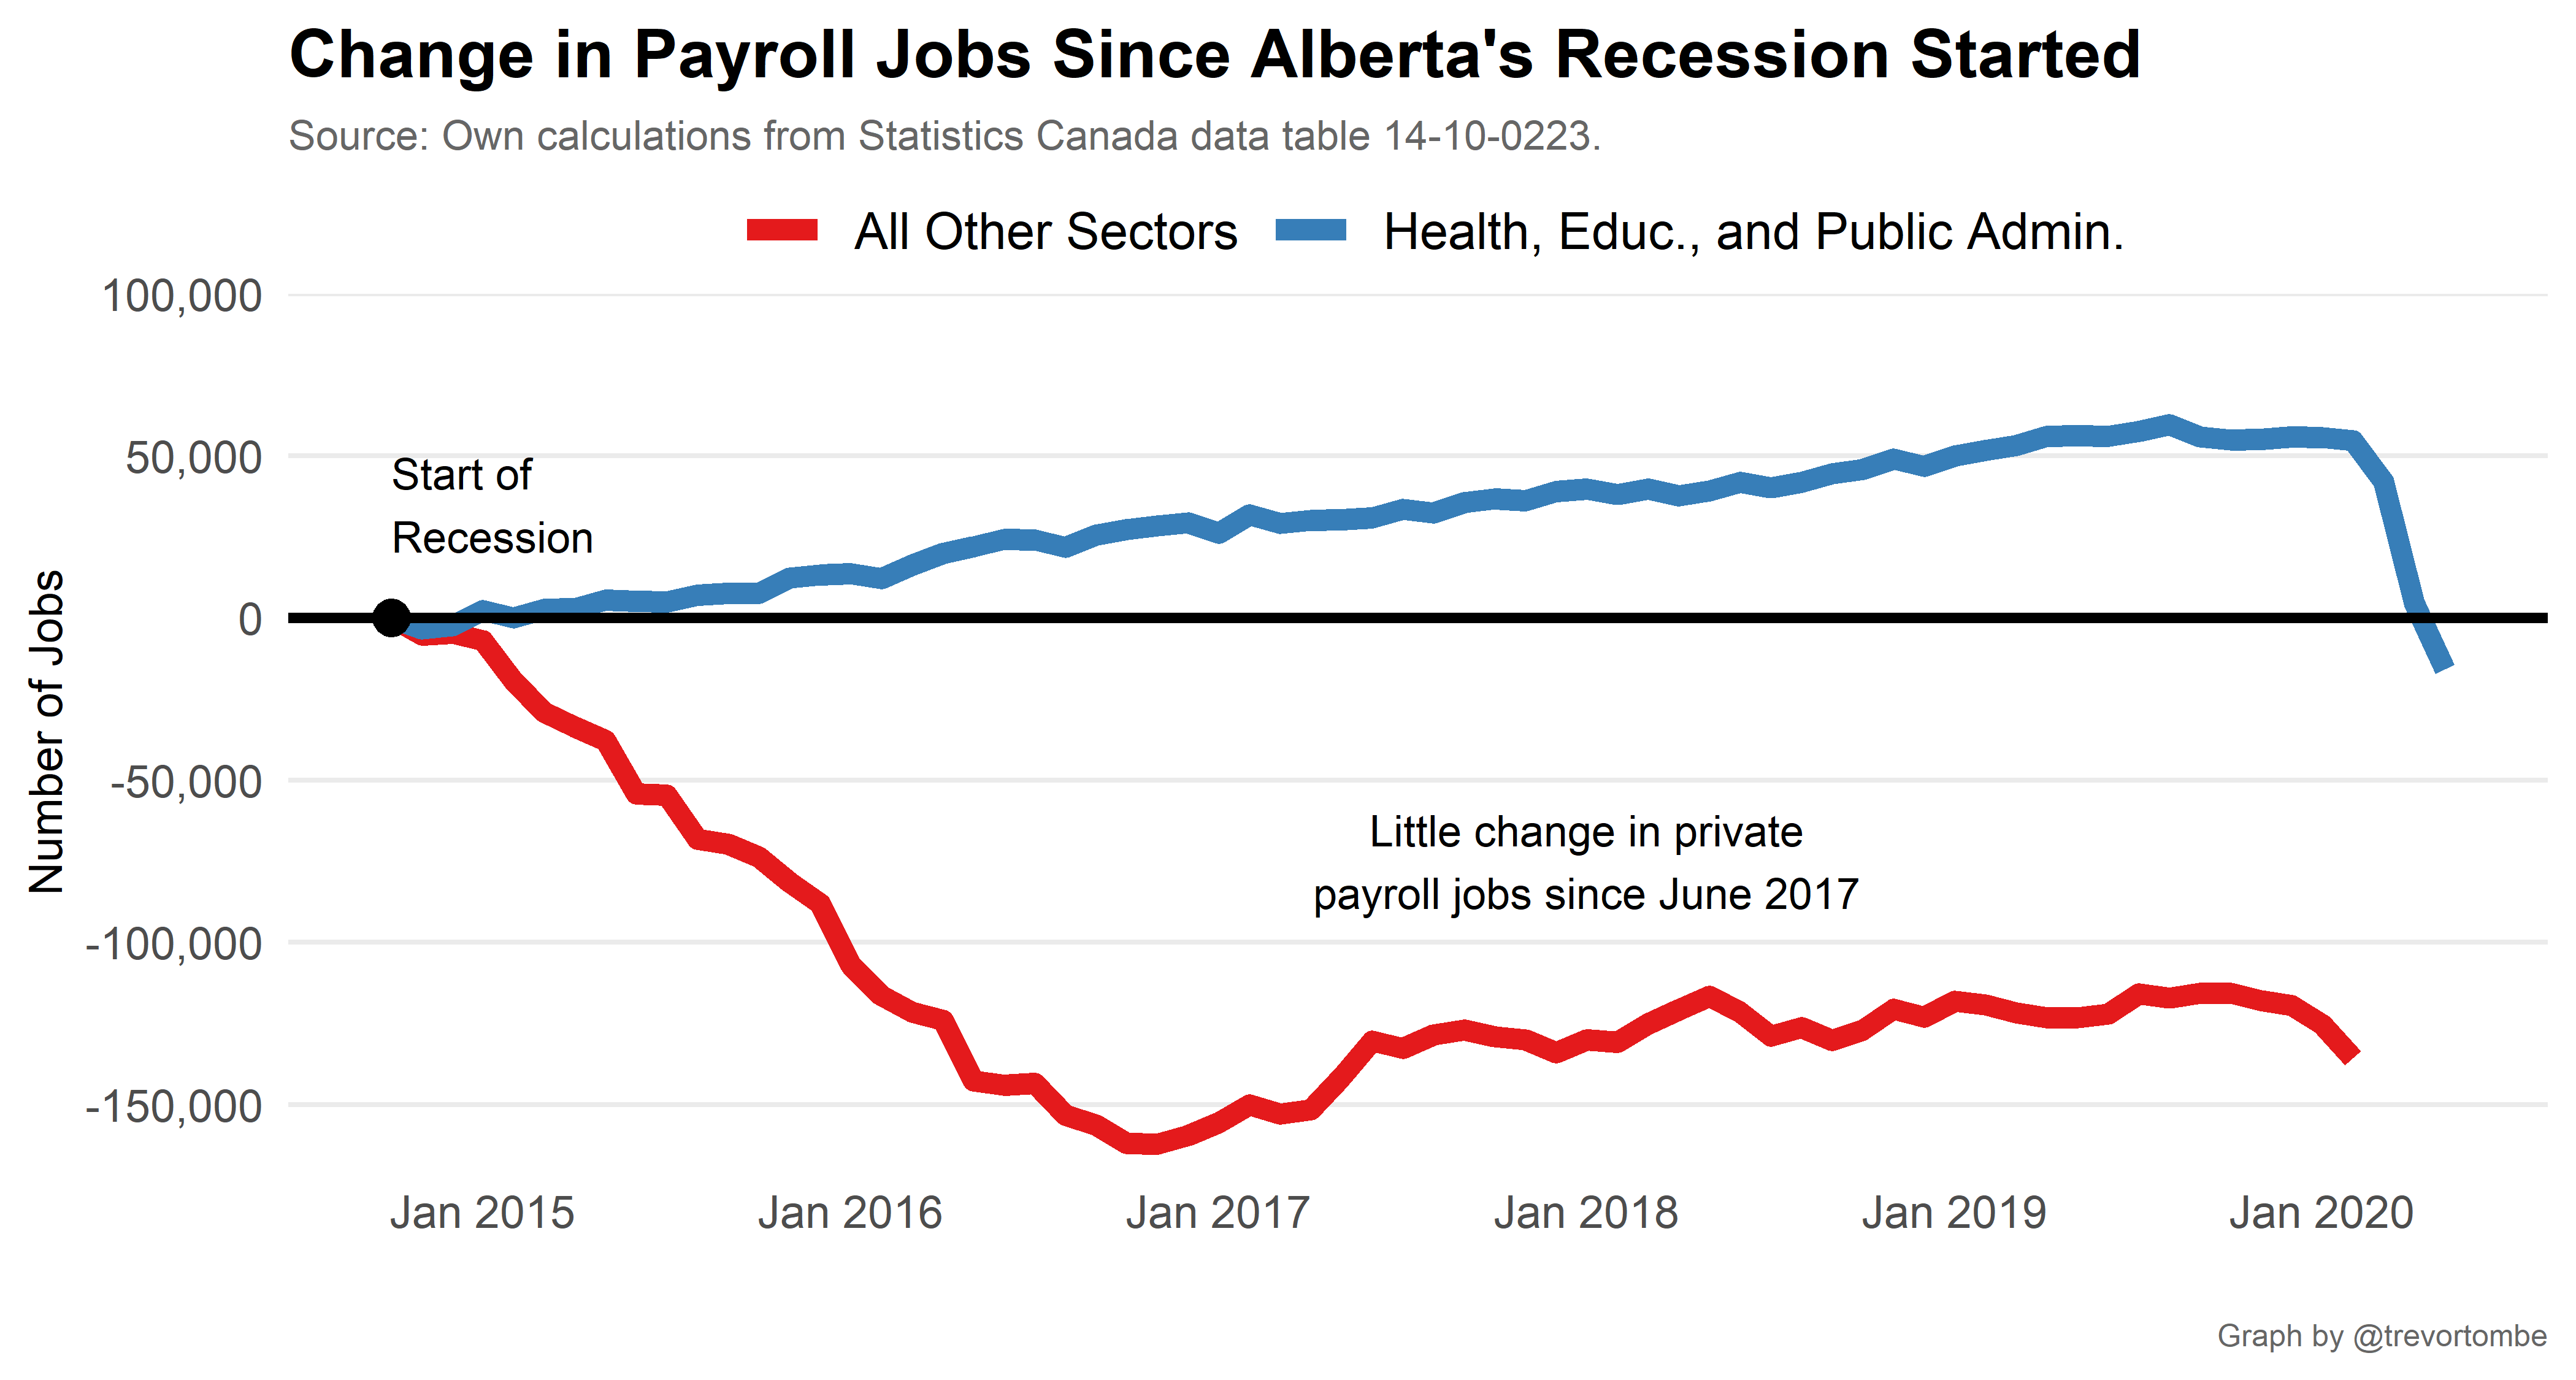 Change in Payroll Jobs Since Alberta's Recession Started
Source: Own calculations from Statistics Canada data table 14-10-0223.
All Other Sectors
Health, Educ., and Public Admin.
Number of Jobs
100,000
50,000
0
-50,000
-100,000
-150,000
Start of
Recession
Little change in private
payroll jobs since June 2017
Jan 2015
Jan 2016
Jan 2017
Jan 2018
Jan 2019
Jan 2020
Graph by @trevortombe